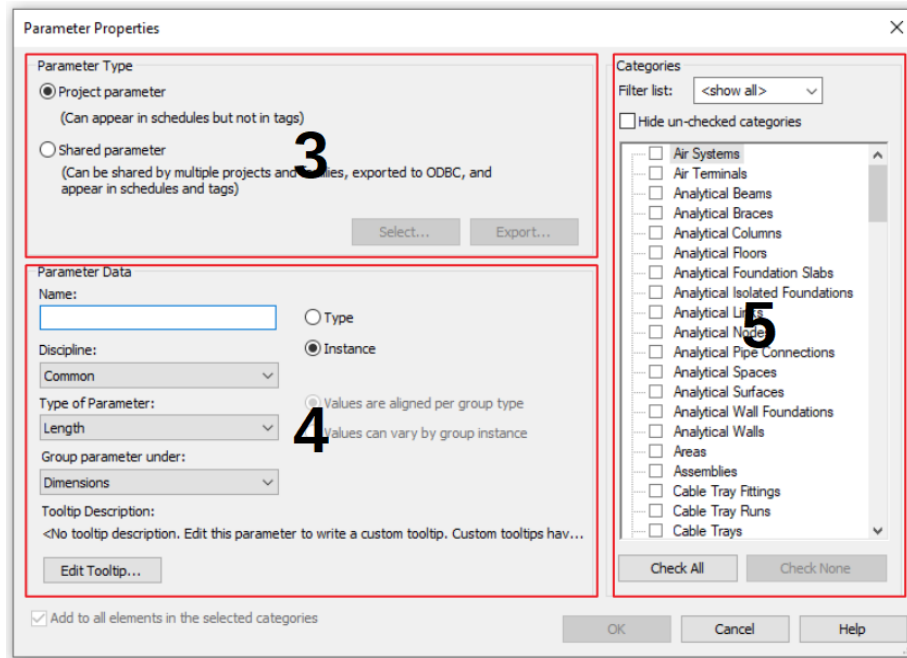 Parameter Properties
Parameter Type
Project parameter
(Can appear in schedules but not in tags)
Shared parameter
(Can be shared by multiple projects and families, exported to ODBC, and
appear in schedules and tags)
3
Select...
Export...
Parameter Data
Name:
Type
Instance
Discipline:
Common
Type of Parameter:
Length
Values are aligned per group type
Values can vary by group instance
4
Group parameter under:
Dimensions
Tooltip Description:
<No tooltip description. Edit this parameter to write a custom tooltip. Custom tooltips hav...
Edit Tooltip...
Add to all elements in the selected categories
Categories
Filter list:
<show all>
Hide un-checked categories
Air Systems
Air Terminals
Analytical Beams
Analytical Braces
Analytical Columns
Analytical Floors
Analytical Foundation Slabs
Analytical Isolated Foundations
Analytical Links
Analytical Nodes
5
Analytical Pipe Connections
Analytical Spaces
Analytical Surfaces
Analytical Wall Foundations
Analytical Walls
Areas
Assemblies
Cable Tray Fittings
Cable Tray Runs
Cable Trays
Check All
Check None
OK
Cancel
Help